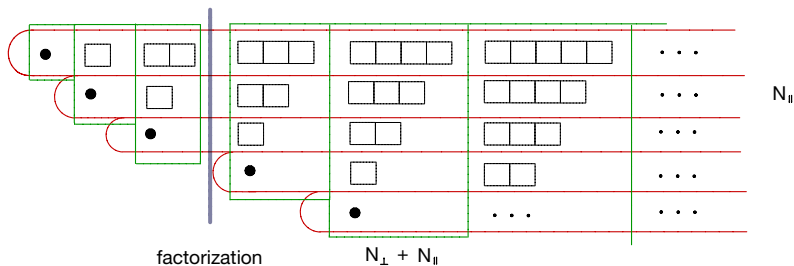 N∥
factorization
N⊥ + N∥